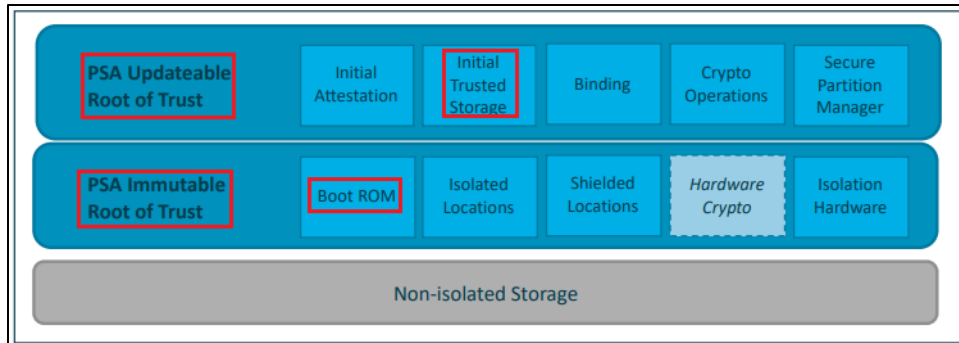 PSA Updateable
Root of Trust
Initial
Attestation
Initial
Trusted
Storage
Binding
Crypto
Operations
Secure
Partition
Manager
PSA Immutable
Root of Trust
Boot ROM
Isolated
Locations
Shielded
Locations
Hardware
Crypto
Isolation
Hardware
Non-isolated Storage